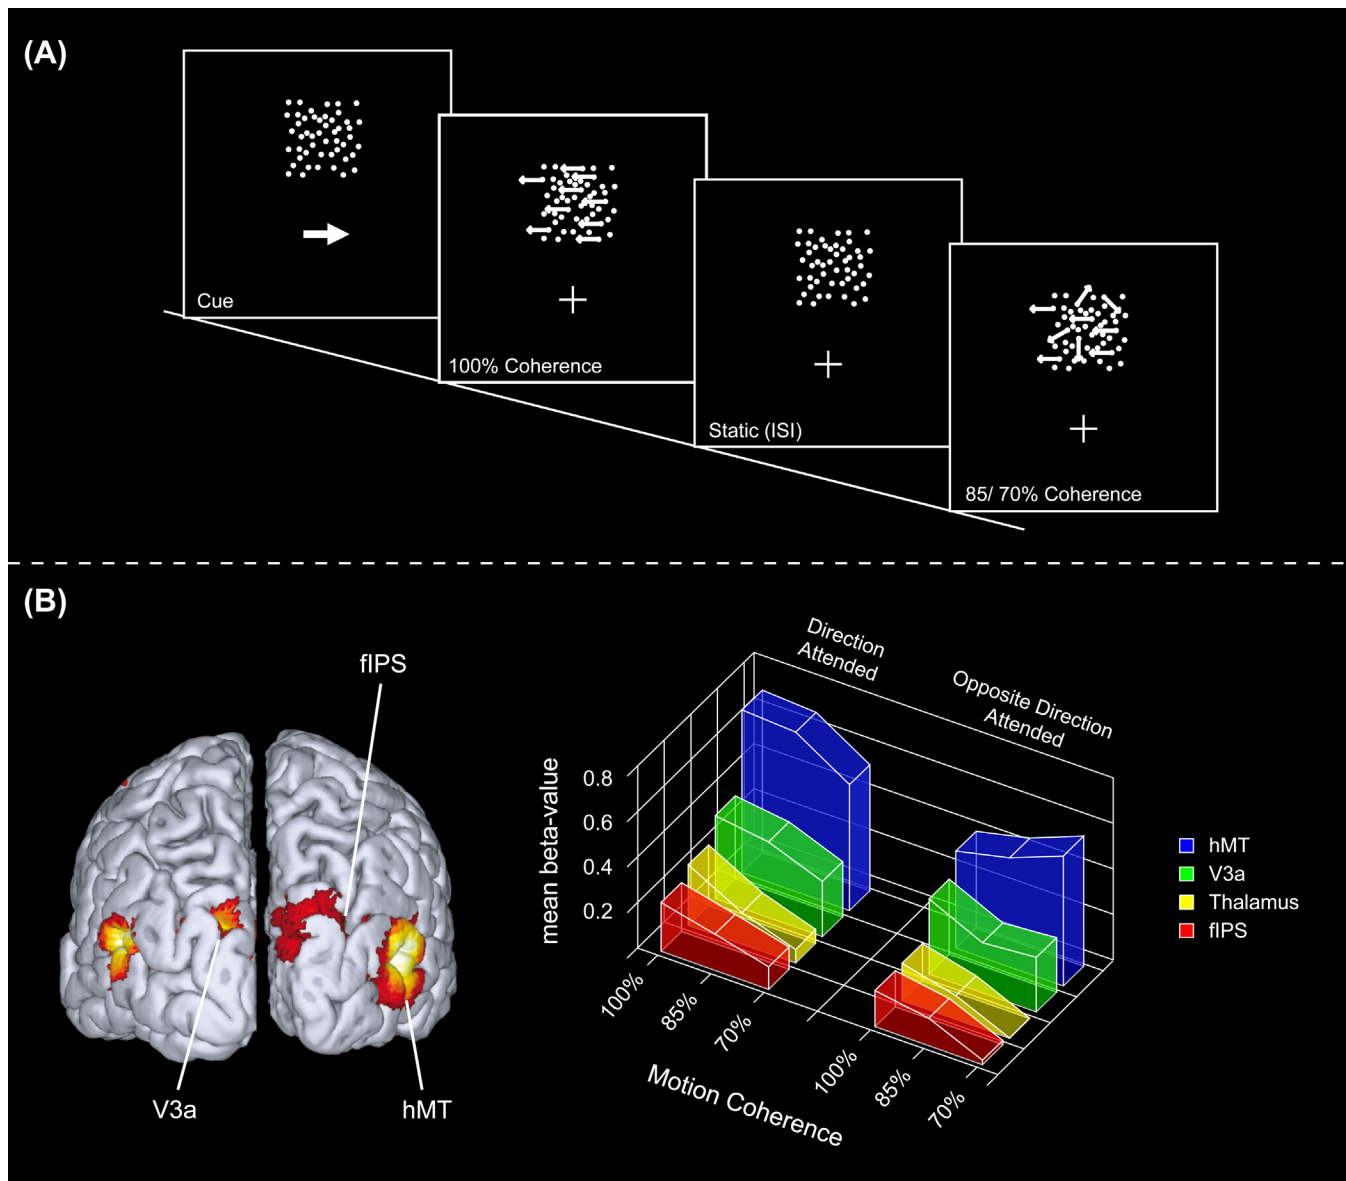 (A)
Cue
100% Coherence
Static (ISI)
85/ 70% Coherence
(B)
fIPS
V3a
hMT
Direction
Attended
Opposite Direction
Attended
mean beta-value
0.8
0.6
0.4
0.2
100%
85%
70%
100%
85%
70%
Motion Coherence
hMT
V3a
Thalamus
fIPS